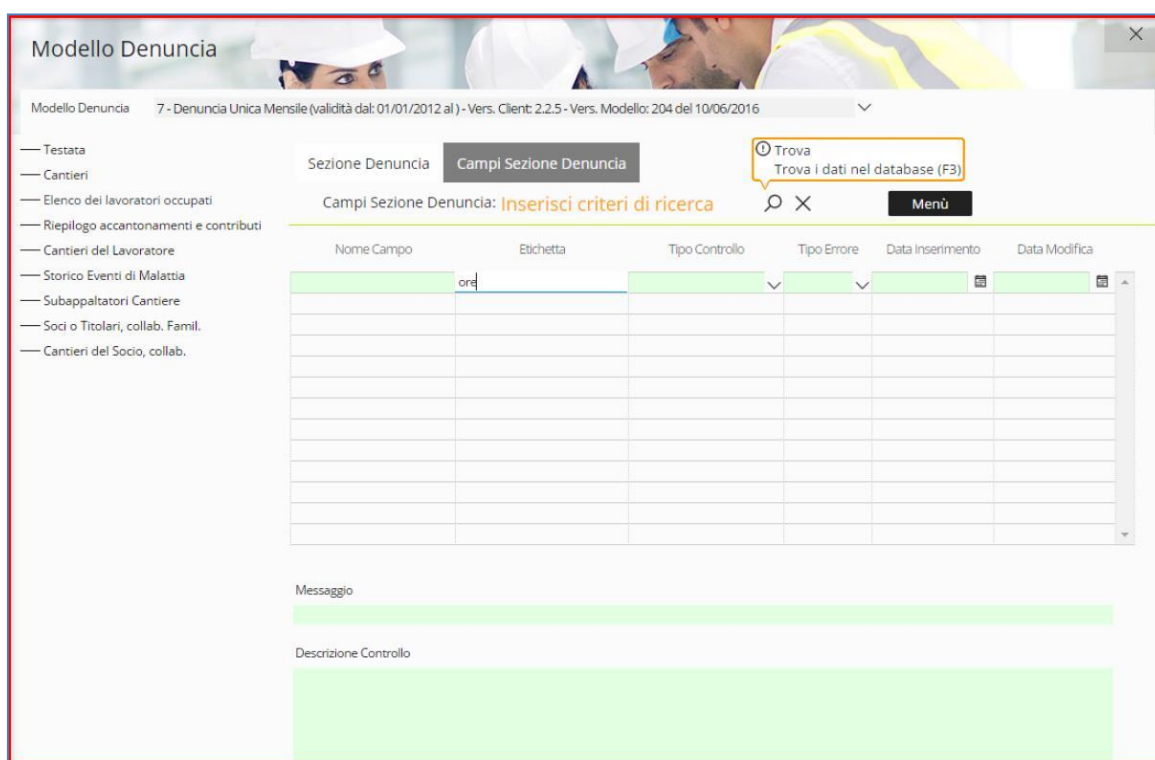 Modello Denuncia
Modello Denuncia 7 - Denuncia Unica Mensile (validità dal: 01/01/2012 al ) - Vers. Client: 2.2.5 - Vers. Modello: 204 del 10/06/2016
Testata
Cantieri
Elenco dei lavoratori occupati
Riepilogo accantonamenti e contributi
Cantieri del Lavoratore
Storico Eventi di Malattia
Subappaltatori Cantiere
Soci o Titolari, collab. Famil.
Cantieri del Socio, collab.
Sezione Denuncia Campi Sezione Denuncia
Trova
Trova i dati nel database (F3)
Campi Sezione Denuncia: Inserisci criteri di ricerca Menù
Nome Campo Etichetta Tipo Controllo Tipo Errore Data Inserimento Data Modifica
ore
Messaggio
Descrizione Controllo